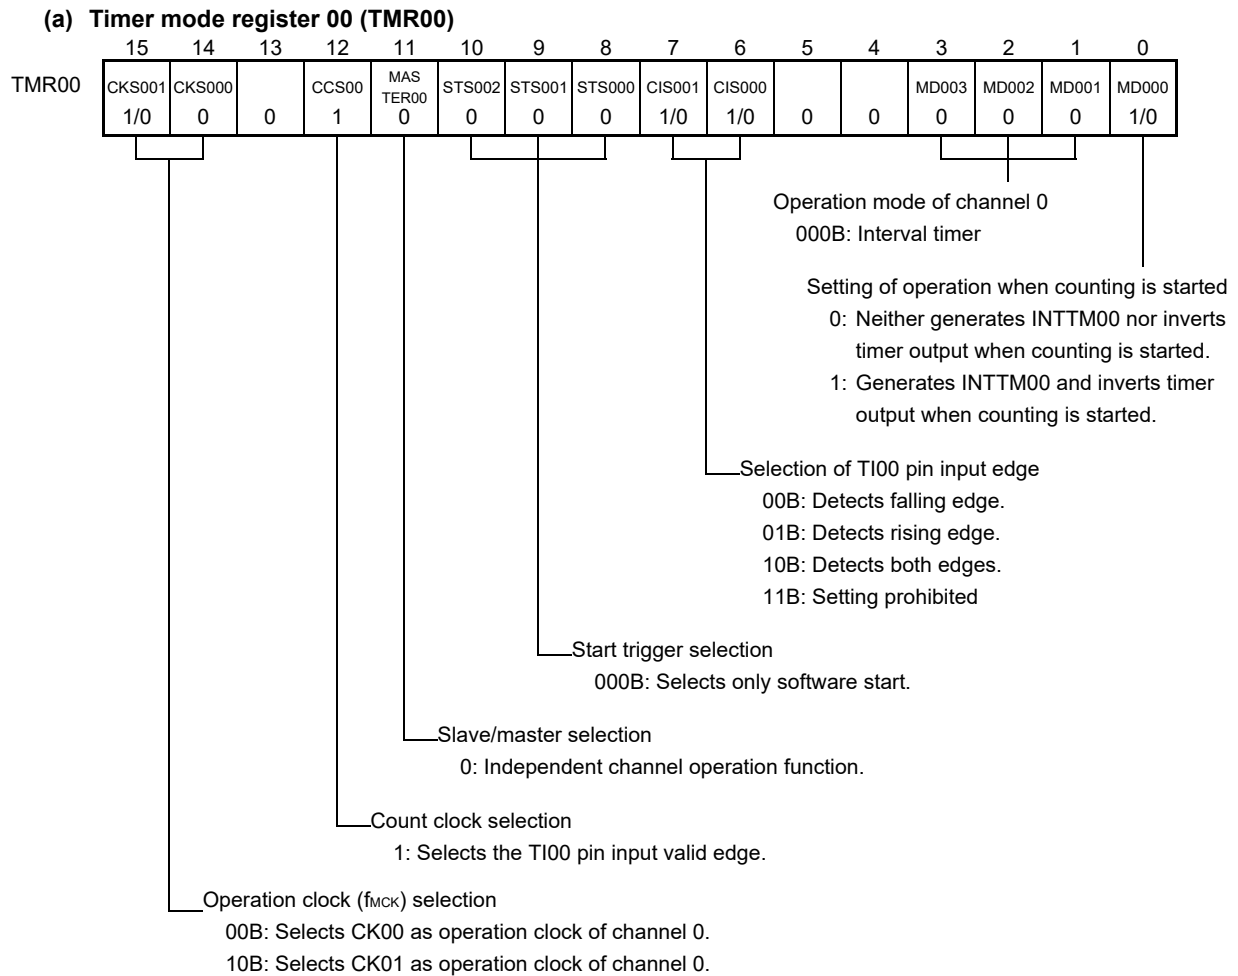 (a) Timer mode register 00 (TMR00)
15 14 13 12 11 10 9 8 7 6 5 4 3 2 1 0
TMR00 CKS001 CKS000 CCS00 MAS TER00 STS002 STS001 STS000 CIS001 CIS000 MD003 MD002 MD001 MD000
1/0 0 0 1 0 0 0 0 1/0 1/0 0 0 0 0 0 1/0
Operation mode of channel 0
000B: Interval timer
Setting of operation when counting is started
0: Neither generates INTTM00 nor inverts
timer output when counting is started.
1: Generates INTTM00 and inverts timer
output when counting is started.
Selection of TI00 pin input edge
00B: Detects falling edge.
01B: Detects rising edge.
10B: Detects both edges.
11B: Setting prohibited
Start trigger selection
000B: Selects only software start.
Slave/master selection
0: Independent channel operation function.
Count clock selection
1: Selects the TI00 pin input valid edge.
Operation clock (fMCK) selection
00B: Selects CK00 as operation clock of channel 0.
10B: Selects CK01 as operation clock of channel 0.